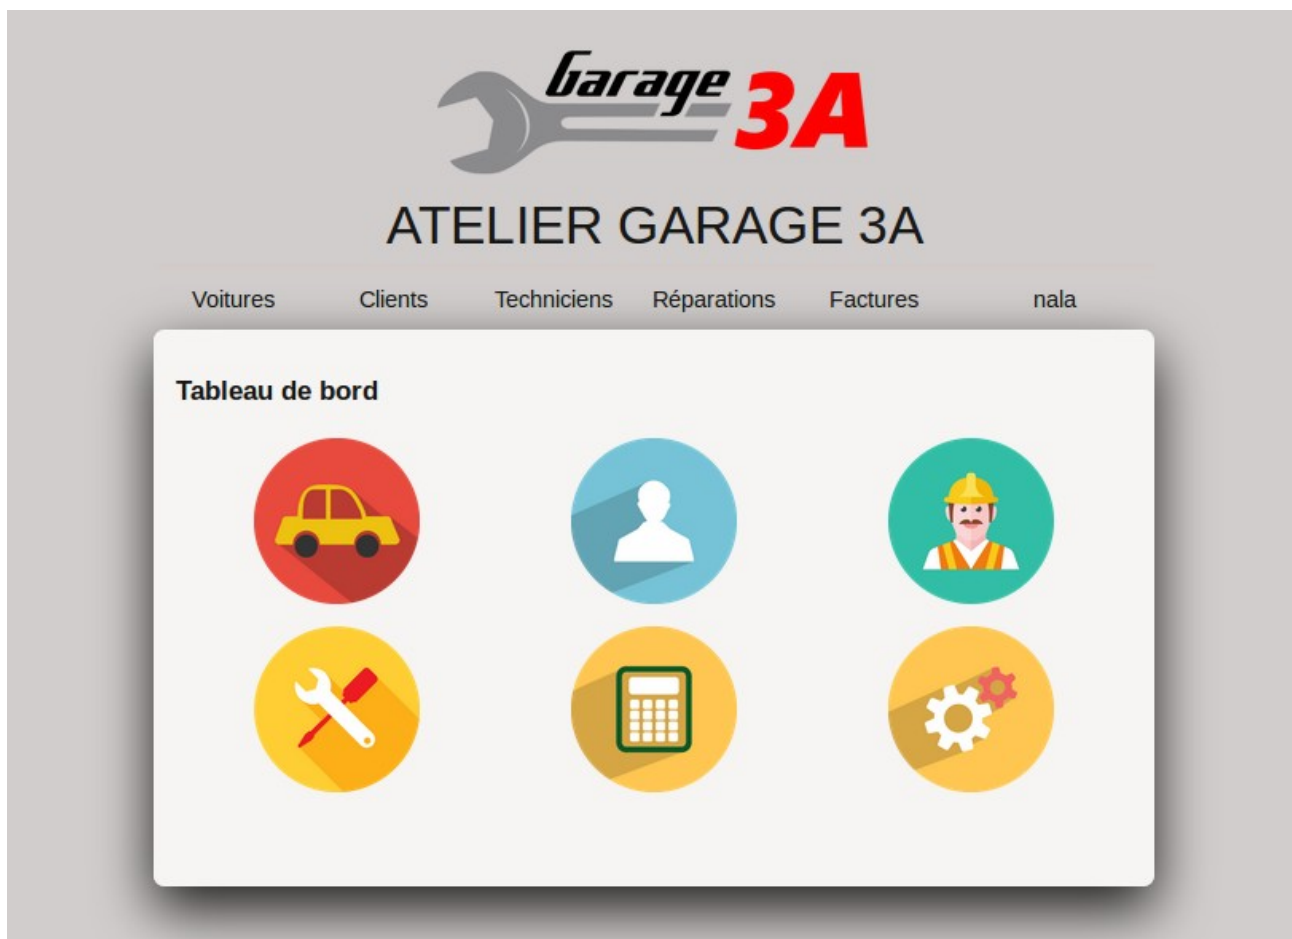 Garage 3A
ATELIER GARAGE 3A
Voitures Clients Techniciens Réparations Factures nala
Tableau de bord